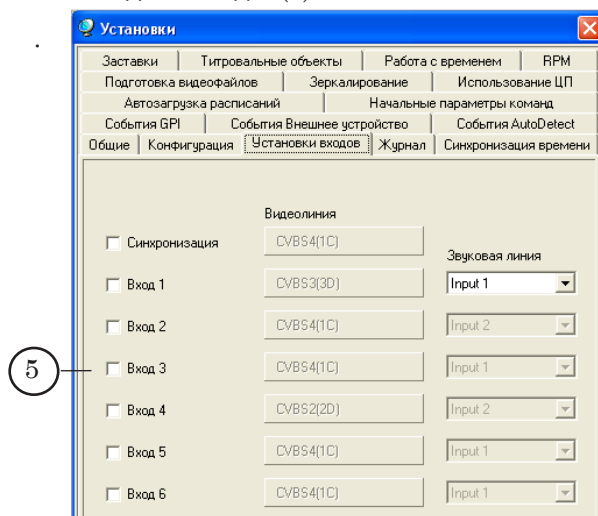 .
Установки
Заставки Титровальные объекты Работа с временем RPM
Подготовка видеофайлов Зеркалирование Использование ЦП
Автозагрузка расписаний Начальные параметры команд
События GPI События Внешнее устройство События AutoDetect
Общие Конфигурация Установки входов Журнал Синхронизация времени
Видеолиния
Синхронизация CVBS4(1C)
Звуковая линия
Вход 1 CVBS3(3D) Input 1
Вход 2 CVBS4(1C) Input 2
5 Вход 3 CVBS4(1C) Input 1
Вход 4 CVBS2(2D) Input 2
Вход 5 CVBS4(1C) Input 1
Вход 6 CVBS4(1C) Input 1